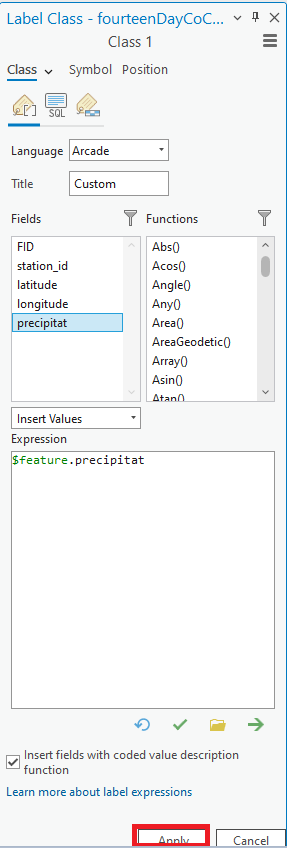 Label Class - fourteenDayCoC...
Class 1
Class Symbol Position
SQL
Language Arcade
Title Custom
Fields Functions
FID
station_id
latitude
longitude
precipitat
Abs()
Acos()
Angle()
Any()
Area()
AreaGeodetic()
Array()
Asin()
Atan()
Insert Values
Expression
$feature.precipitat
Insert fields with coded value description
function
Learn more about label expressions
Apply Cancel